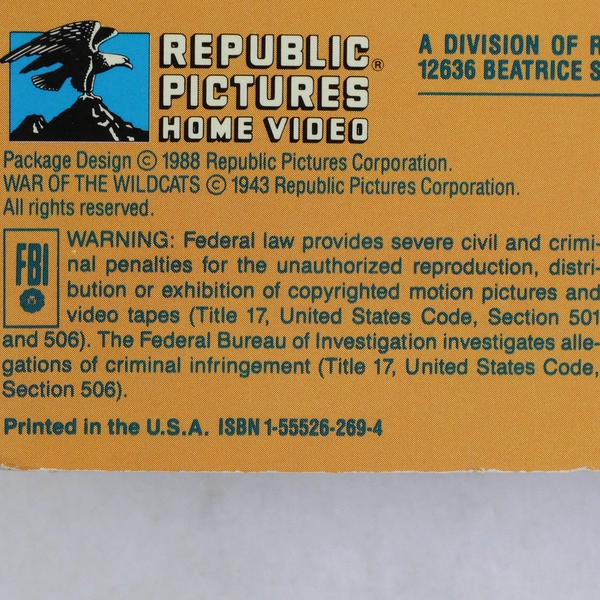 REPUBLIC®
PICTURES
HOME VIDEO
A DIVISION OF R
12636 BEATRICE S
Package Design © 1988 Republic Pictures Corporation.
WAR OF THE WILDCATS © 1943 Republic Pictures Corporation.
All rights reserved.
FBI
WARNING: Federal law provides severe civil and crimi-
nal penalties for the unauthorized reproduction, distri-
bution or exhibition of copyrighted motion pictures and
video tapes (Title 17, United States Code, Section 501
and 506). The Federal Bureau of Investigation investigates alle-
gations of criminal infringement (Title 17, United States Code,
Section 506).
Printed in the U.S.A. ISBN 1-55526-269-4